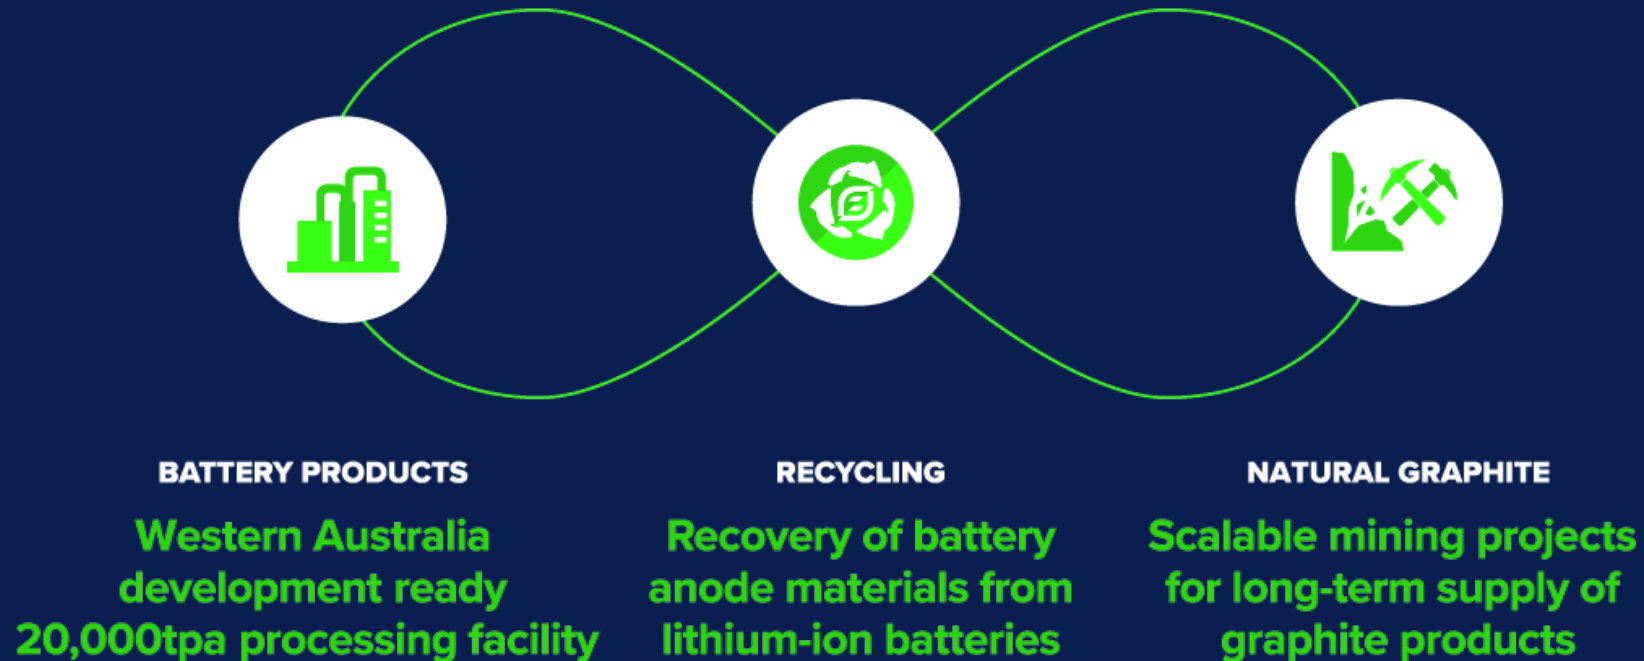 BATTERY PRODUCTS
Western Australia
development ready
20,000tpa processing facility
RECYCLING
Recovery of battery
anode materials from
lithium-ion batteries
NATURAL GRAPHITE
Scalable mining projects
for long-term supply of
graphite products